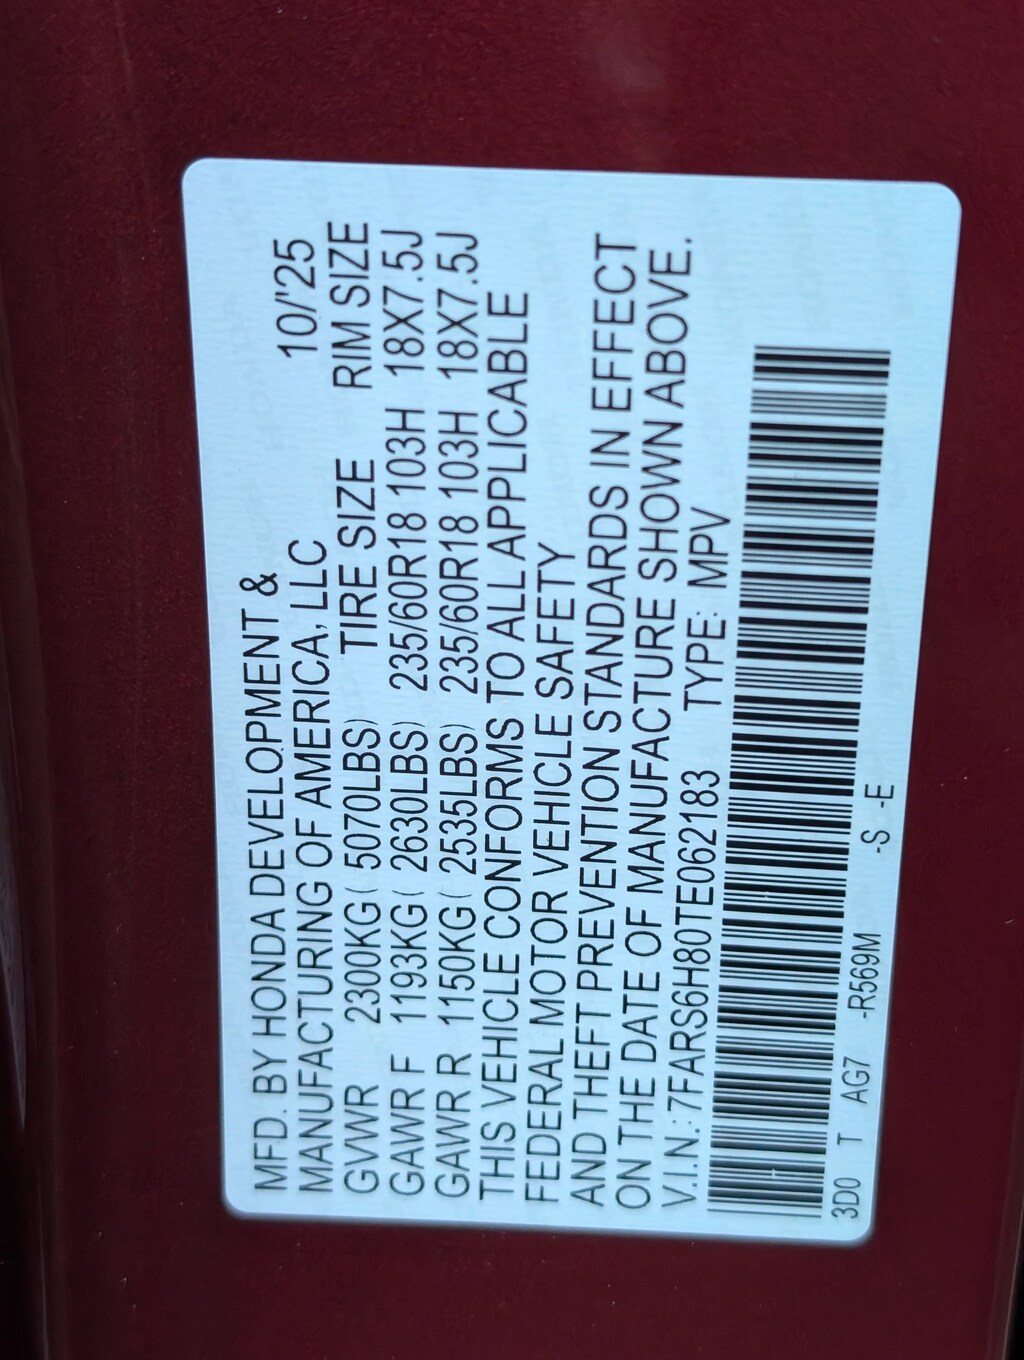 MFD. BY HONDA DEVELOPMENT &
MANUFACTURING OF AMERICA, LLC 10/'25
GVWR 2300KG( 5070LBS) TIRE SIZE RIM SIZE
GAWR F 1193KG( 2630LBS) 235/60R18 103H 18X7.5J
GAWR R 1150KG( 2535LBS) 235/60R18 103H 18X7.5J
THIS VEHICLE CONFORMS TO ALL APPLICABLE
FEDERAL MOTOR VEHICLE SAFETY
AND THEFT PREVENTION STANDARDS IN EFFECT
ON THE DATE OF MANUFACTURE SHOWN ABOVE.
V.I.N.: 7FARS6H80TE062183 TYPE: MPV
3D0 T AG7 -R569M -S -E